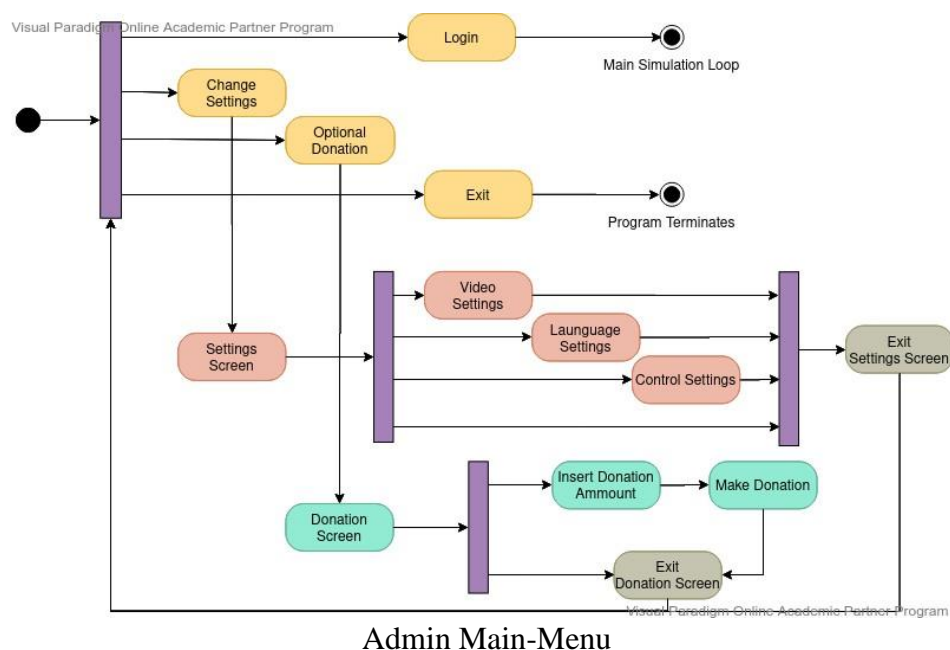 Visual Paradigm Online Academic Partner Program
Login
Main Simulation Loop
Change
Settings
Optional
Donation
Exit
Program Terminates
Video
Settings
Launguage
Settings
Control Settings
Settings
Screen
Exit
Settings Screen
Insert Donation
Ammount
Make Donation
Donation
Screen
Exit
Donation Screen
Visual Paradigm Online Academic Partner Program
Admin Main-Menu